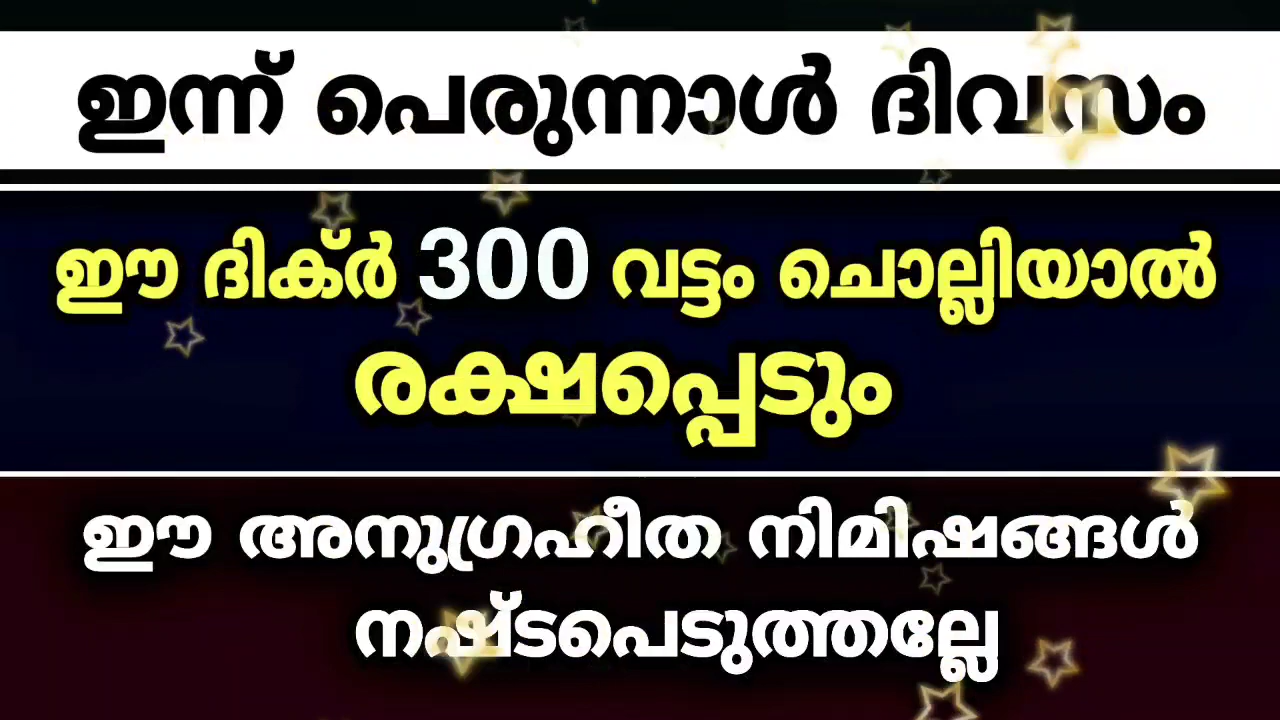 ഇന്ന് പെരുന്നാൾ ദിവസം
ഈ ദിക്ർ 300 വട്ടം ചൊല്ലിയാൽ
രക്ഷപ്പെടും
ഈ അനുഗ്രഹീത നിമിഷങ്ങൾ
നഷ്ടപെടുത്തല്ലേ